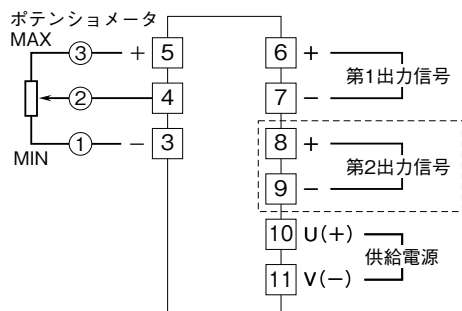 ポテンショメータ
MAX
③ + 5
② 4
① − 3
MIN
6 +
第1出力信号
7 −
8 +
第2出力信号
9 −
10 U(+)
供給電源
11 V(−)